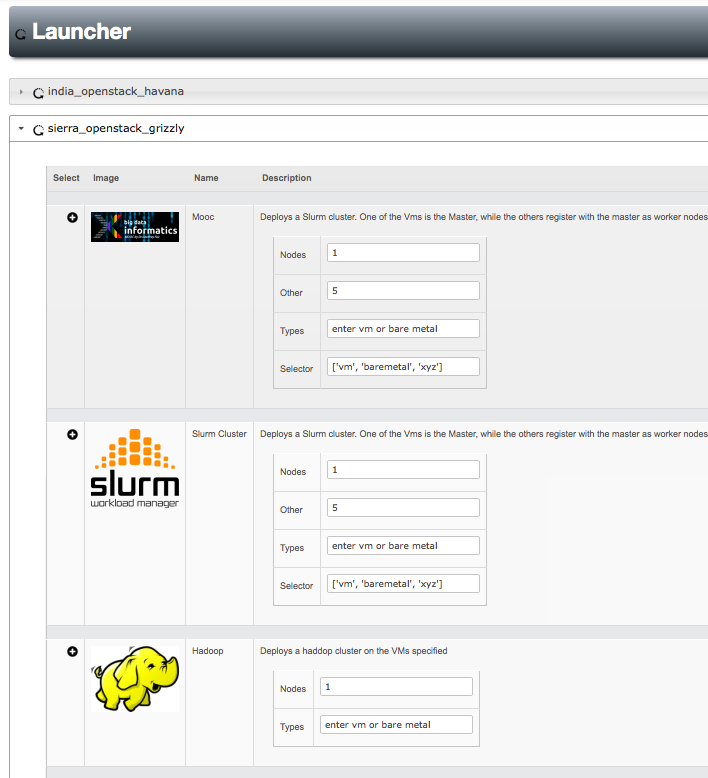 Launcher
india_openstack_havana
sierra_openstack_grizzly
Select Image Name Description
Mooc
Deploys a Slurm cluster. One of the Vms is the Master, while the others register with the master as worker nodes
big data
informatics
Nodes 1
Other 5
Types enter vm or bare metal
Selector ['vm', 'baremetal', 'xyz']
Slurm Cluster
Deploys a Slurm cluster. One of the Vms is the Master, while the others register with the master as worker nodes
slurm
workload manager
Nodes 1
Other 5
Types enter vm or bare metal
Selector ['vm', 'baremetal', 'xyz']
Hadoop
Deploys a haddop cluster on the VMs specified
Nodes 1
Types enter vm or bare metal